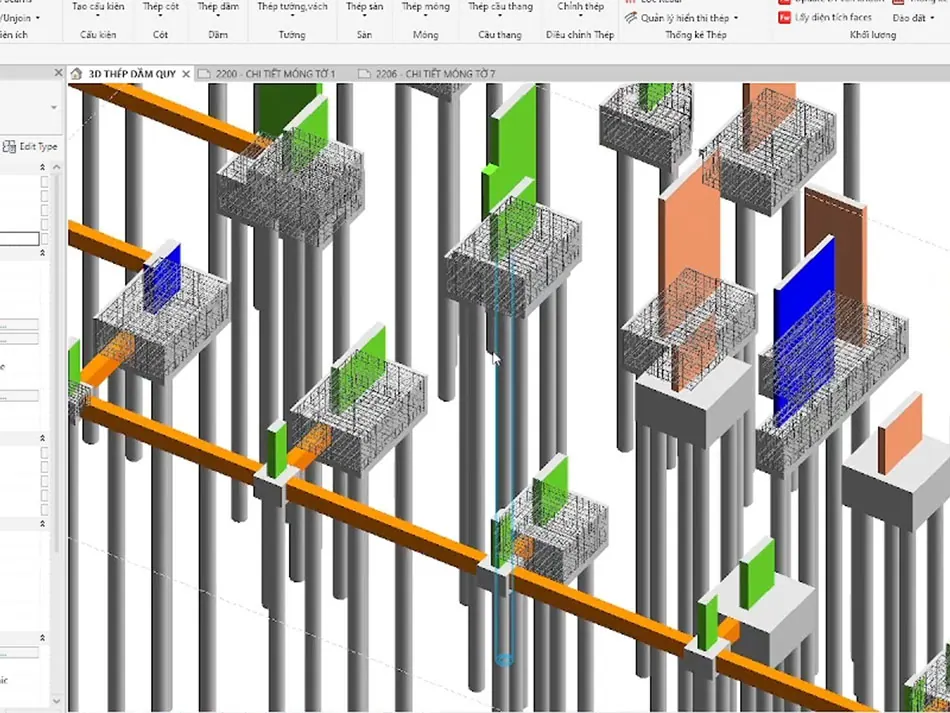 Tạo cấu kiện Thép cột Thép dầm Thép tường,vách Thép sàn Thép móng Thép cầu thang Chỉnh thép
/Unjoin
Quản lý hiển thị thép
Lấy diện tích faces
Dào đất
Cấu kiện Cột Dầm Tường Sàn Móng Cầu thang Điều chỉnh Thép Thống kê Thép Khối lượng
3D THÉP DẦM QUY
2200 - CHI TIẾT MÓNG TỜ 1
2206 - CHI TIẾT MÓNG TỜ 7
Edit Type